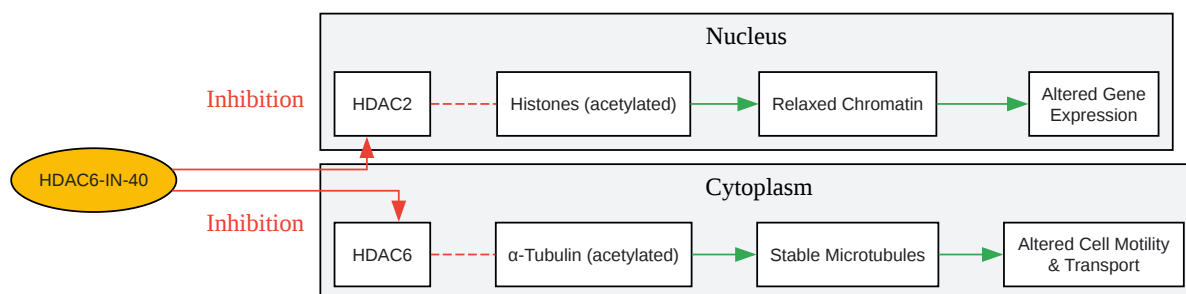 Nucleus
Inhibition
HDAC2
Histones (acetylated)
Relaxed Chromatin
Altered Gene
Expression
HDAC6-IN-40
Cytoplasm
Inhibition
HDAC6
α-Tubulin (acetylated)
Stable Microtubules
Altered Cell Motility
& Transport